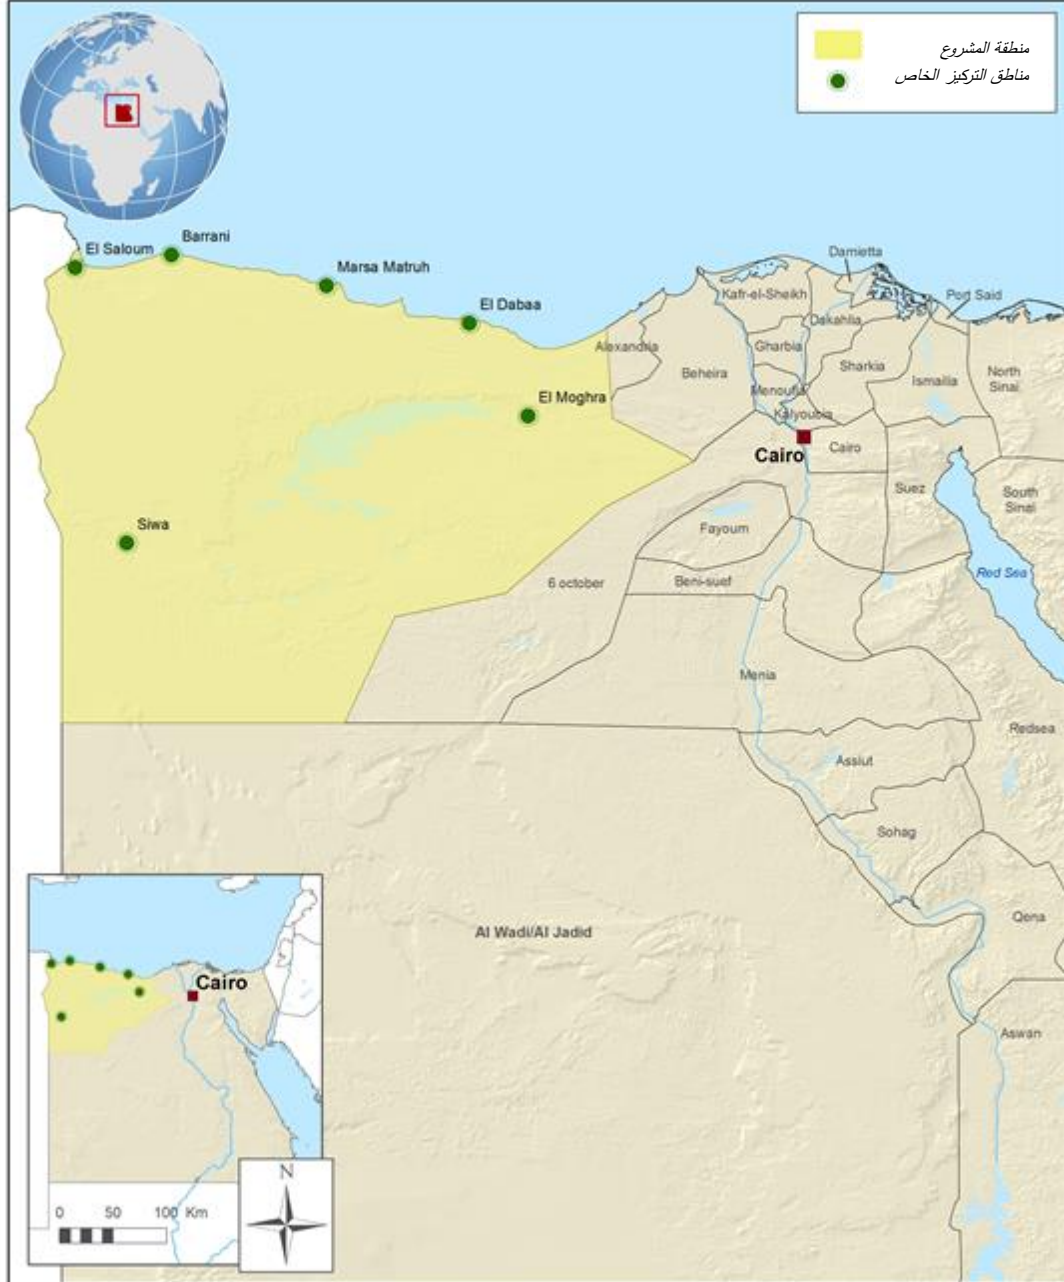 منطقة المشروع
مناطق التركيز الخاص
El Saloum
Barrani
Marsa Matruh
El Dabaa
El Moghra
Siwa
Damietta
Kafr-el-Sheikh
Port Said
Dakahlia
Alexandria
Gharbia
Beheira
Sharkia
Ismailia
North
Sinai
Menoufia
Kalyoubia
Cairo
Cairo
Suez
South
Sinai
Fayoum
Red Sea
6 october
Beni-suef
Menia
Redsea
Assiut
Sohag
Qena
Al Wadi/Al Jadid
Aswan
Cairo
N
0 50 100 Km